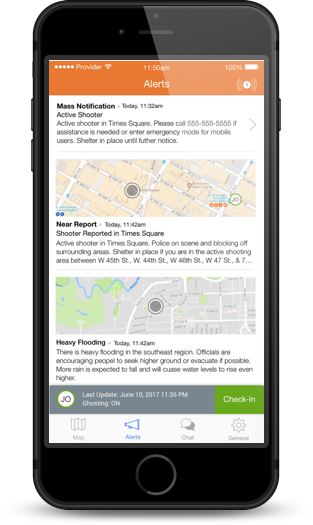 Provider 11:50am 100%
Alerts 1
Mass Notification • Today, 11:32am
Active Shooter
Active shooter in Times Square. Please call 555-555-5555 if
assistance is needed or enter emergency mode for mobile
users. Shelter in place until futher notice.
JO
Near Report • Today, 11:42am
Shooter Reported in Times Square
Active shooter in Times Square. Police on scene and blocking off
surrounding areas. Shelter in place if you are in the active shooting
area between W 45th St., W. 44th St., W 46th St., W 47 St., & 7...
Heavy Flooding • Today, 11:42am
There is heavy flooding in the southeast region. Officials are
encouraging peopel to seek higher ground or evacuate if possible.
More rain is expected to fall and will cuase water levels to rise even
higher.
JO Last Update: June 10, 2017 11:36 PM
Ghosting: ON
Check-In
Map Alerts Chat General